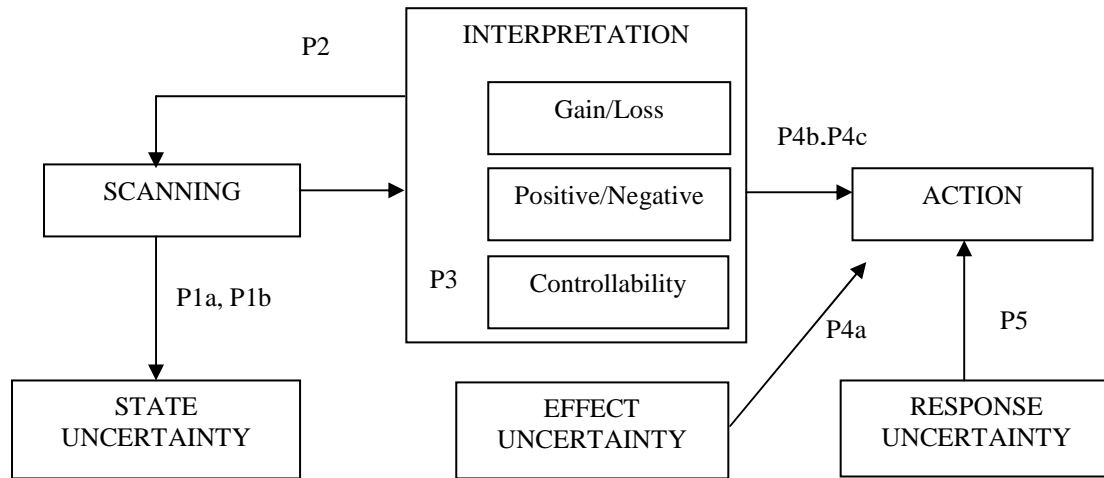 INTERPRETATION
P2
Gain/Loss
P4b.P4c
SCANNING
Positive/Negative
ACTION
P3
Controllability
P1a, P1b
P4a
P5
STATE
UNCERTAINTY
EFFECT
UNCERTAINTY
RESPONSE
UNCERTAINTY